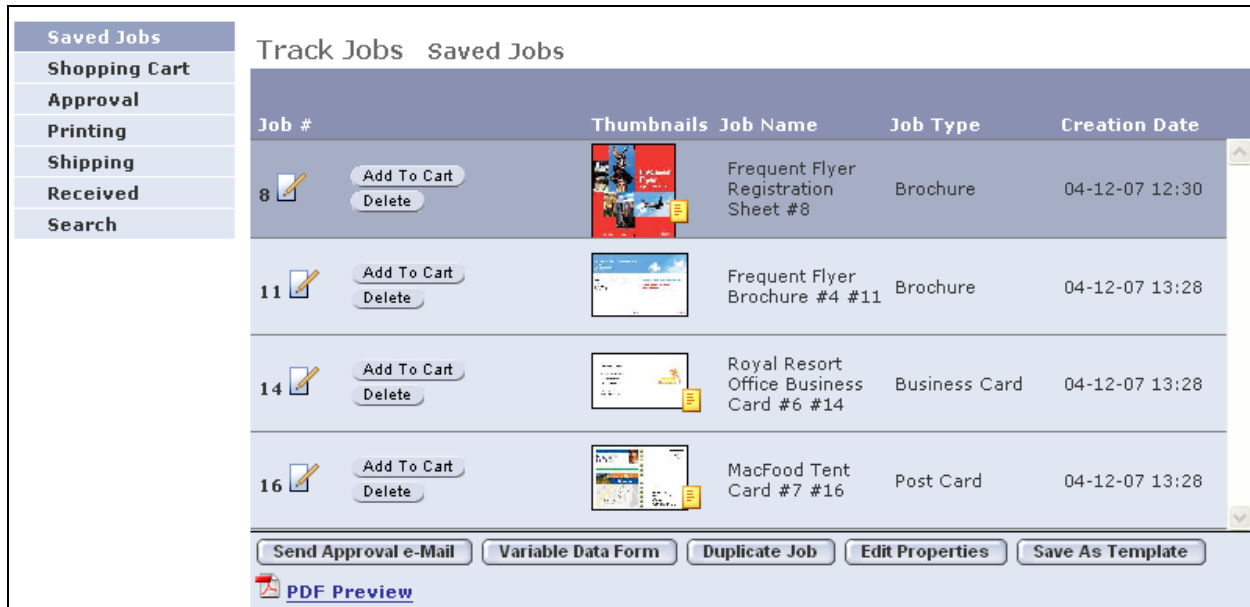 Saved Jobs
Shopping Cart
Approval
Printing
Shipping
Received
Search
Track Jobs Saved Jobs
Job # Thumbnails Job Name Job Type Creation Date
8 Add To Cart Delete Frequent Flyer
Registration
Sheet #8 Brochure 04-12-07 12:30
11 Add To Cart Delete Frequent Flyer
Brochure #4 #11 Brochure 04-12-07 13:28
14 Add To Cart Delete Royal Resort
Office Business
Card #6 #14 Business Card 04-12-07 13:28
16 Add To Cart Delete MacFood Tent
Card #7 #16 Post Card 04-12-07 13:28
Send Approval e-Mail Variable Data Form Duplicate Job Edit Properties Save As Template
PDF Preview